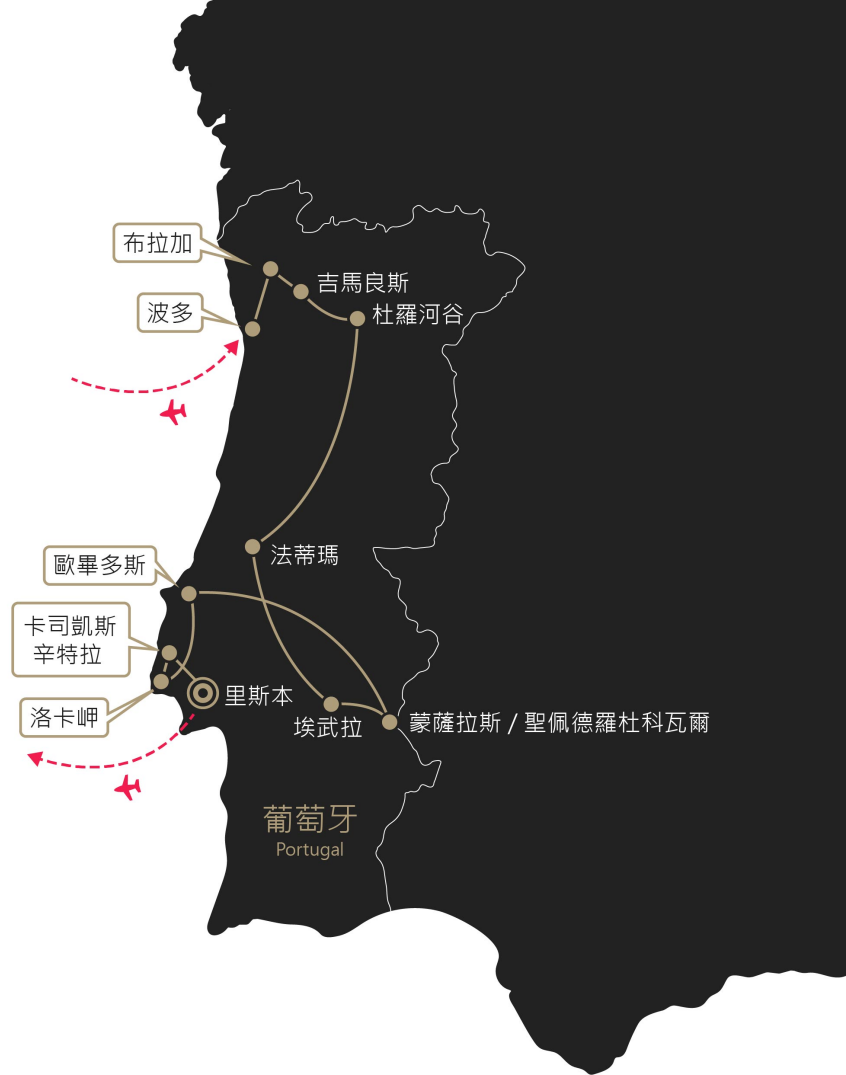 布拉加
吉馬良斯
波多
杜羅河谷
法蒂瑪
歐畢多斯
卡司凱斯
辛特拉
里斯本
洛卡岬
埃武拉
蒙薩拉斯 / 聖佩德羅杜科瓦爾
葡萄牙
Portugal